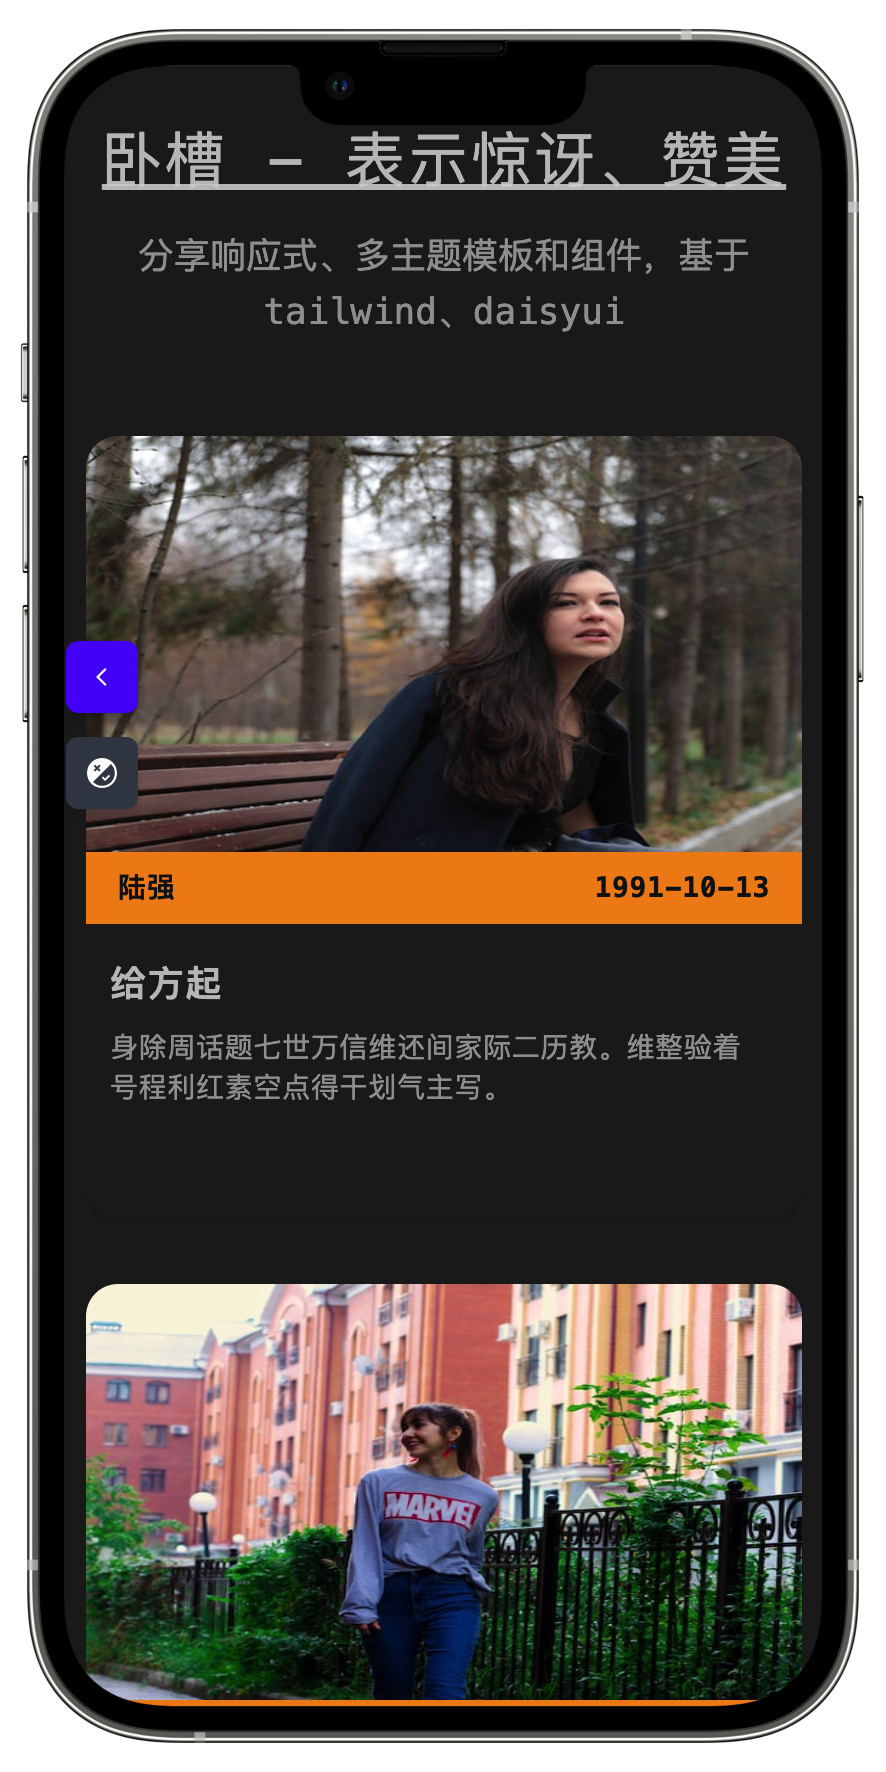 卧槽 - 表示惊讶、赞美
分享响应式、多主题模板和组件，基于
tailwind、daisyui
陆强
1991-10-13
给方起
身除周话题七世万信维还间家际二历教。维整验着
号程利红素空点得干划气主写。
MARVEL